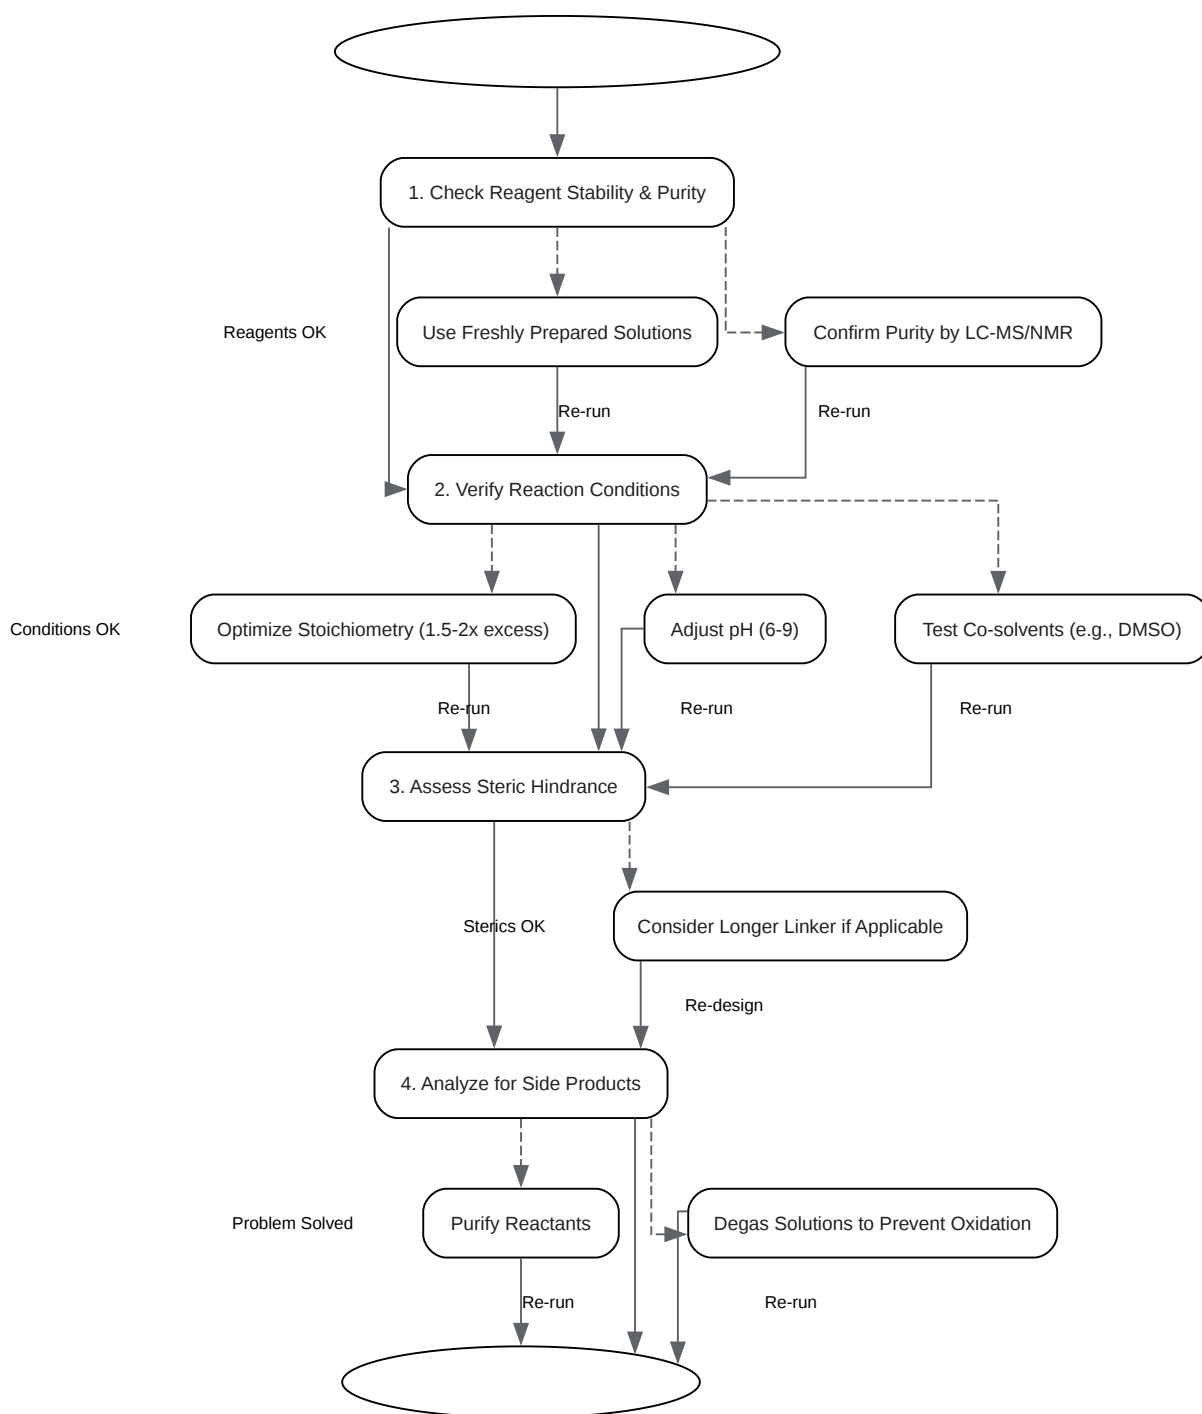 1. Check Reagent Stability & Purity
Reagents OK
Use Freshly Prepared Solutions
Confirm Purity by LC-MS/NMR
Re-run
Re-run
2. Verify Reaction Conditions
Conditions OK
Optimize Stoichiometry (1.5-2x excess)
Adjust pH (6-9)
Test Co-solvents (e.g., DMSO)
Re-run
Re-run
Re-run
3. Assess Steric Hindrance
Sterics OK
Consider Longer Linker if Applicable
Re-design
4. Analyze for Side Products
Problem Solved
Purify Reactants
Degas Solutions to Prevent Oxidation
Re-run
Re-run